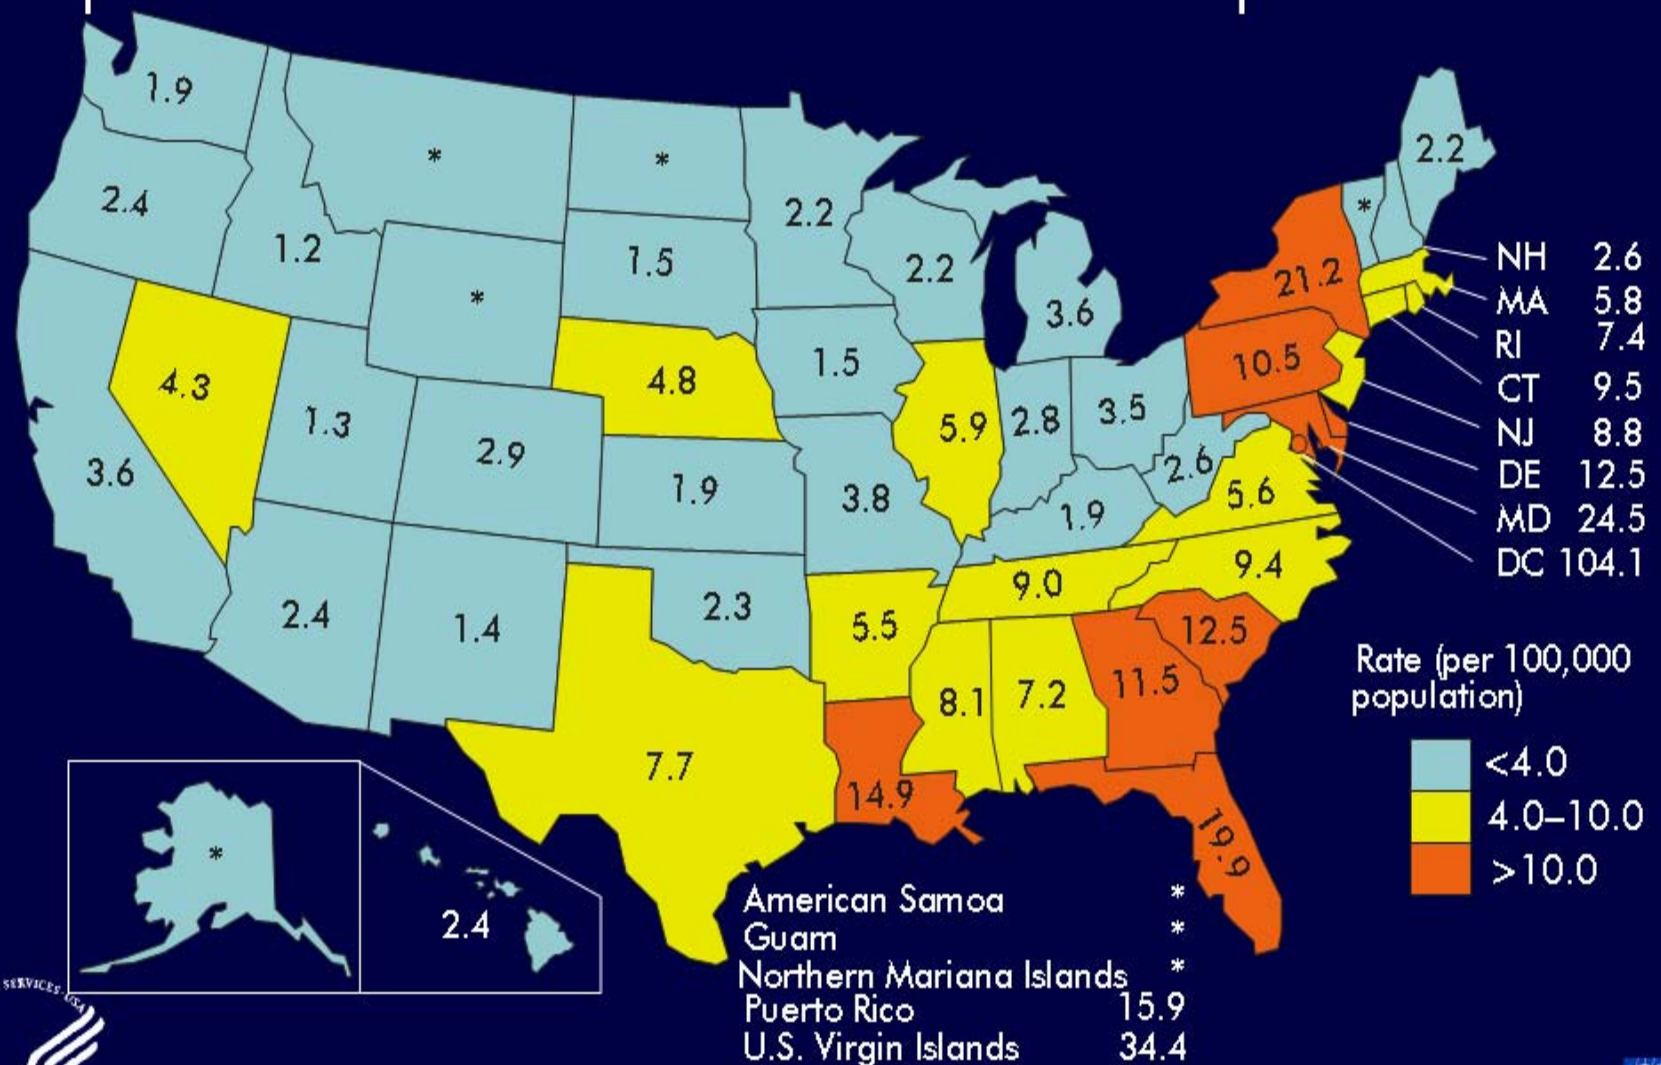 1.9
*
*
2.2
2.4
2.2
*
1.2
1.5
2.2
NH 2.6
21.2
MA 5.8
*
3.6
RI 7.4
1.5
10.5
4.3
4.8
CT 9.5
1.3
2.9
5.9
2.8
3.5
NJ 8.8
3.6
2.6
DE 12.5
1.9
3.8
5.6
1.9
MD 24.5
DC 104.1
9.4
9.0
2.4
1.4
2.3
5.5
12.5
Rate (per 100,000
population)
11.5
8.1
7.2
7.7
14.9
<4.0
4.0–10.0
19.9
>10.0
*
2.4
American Samoa *
Guam *
Northern Mariana Islands *
Puerto Rico 15.9
U.S. Virgin Islands 34.4
SERVICES·USA